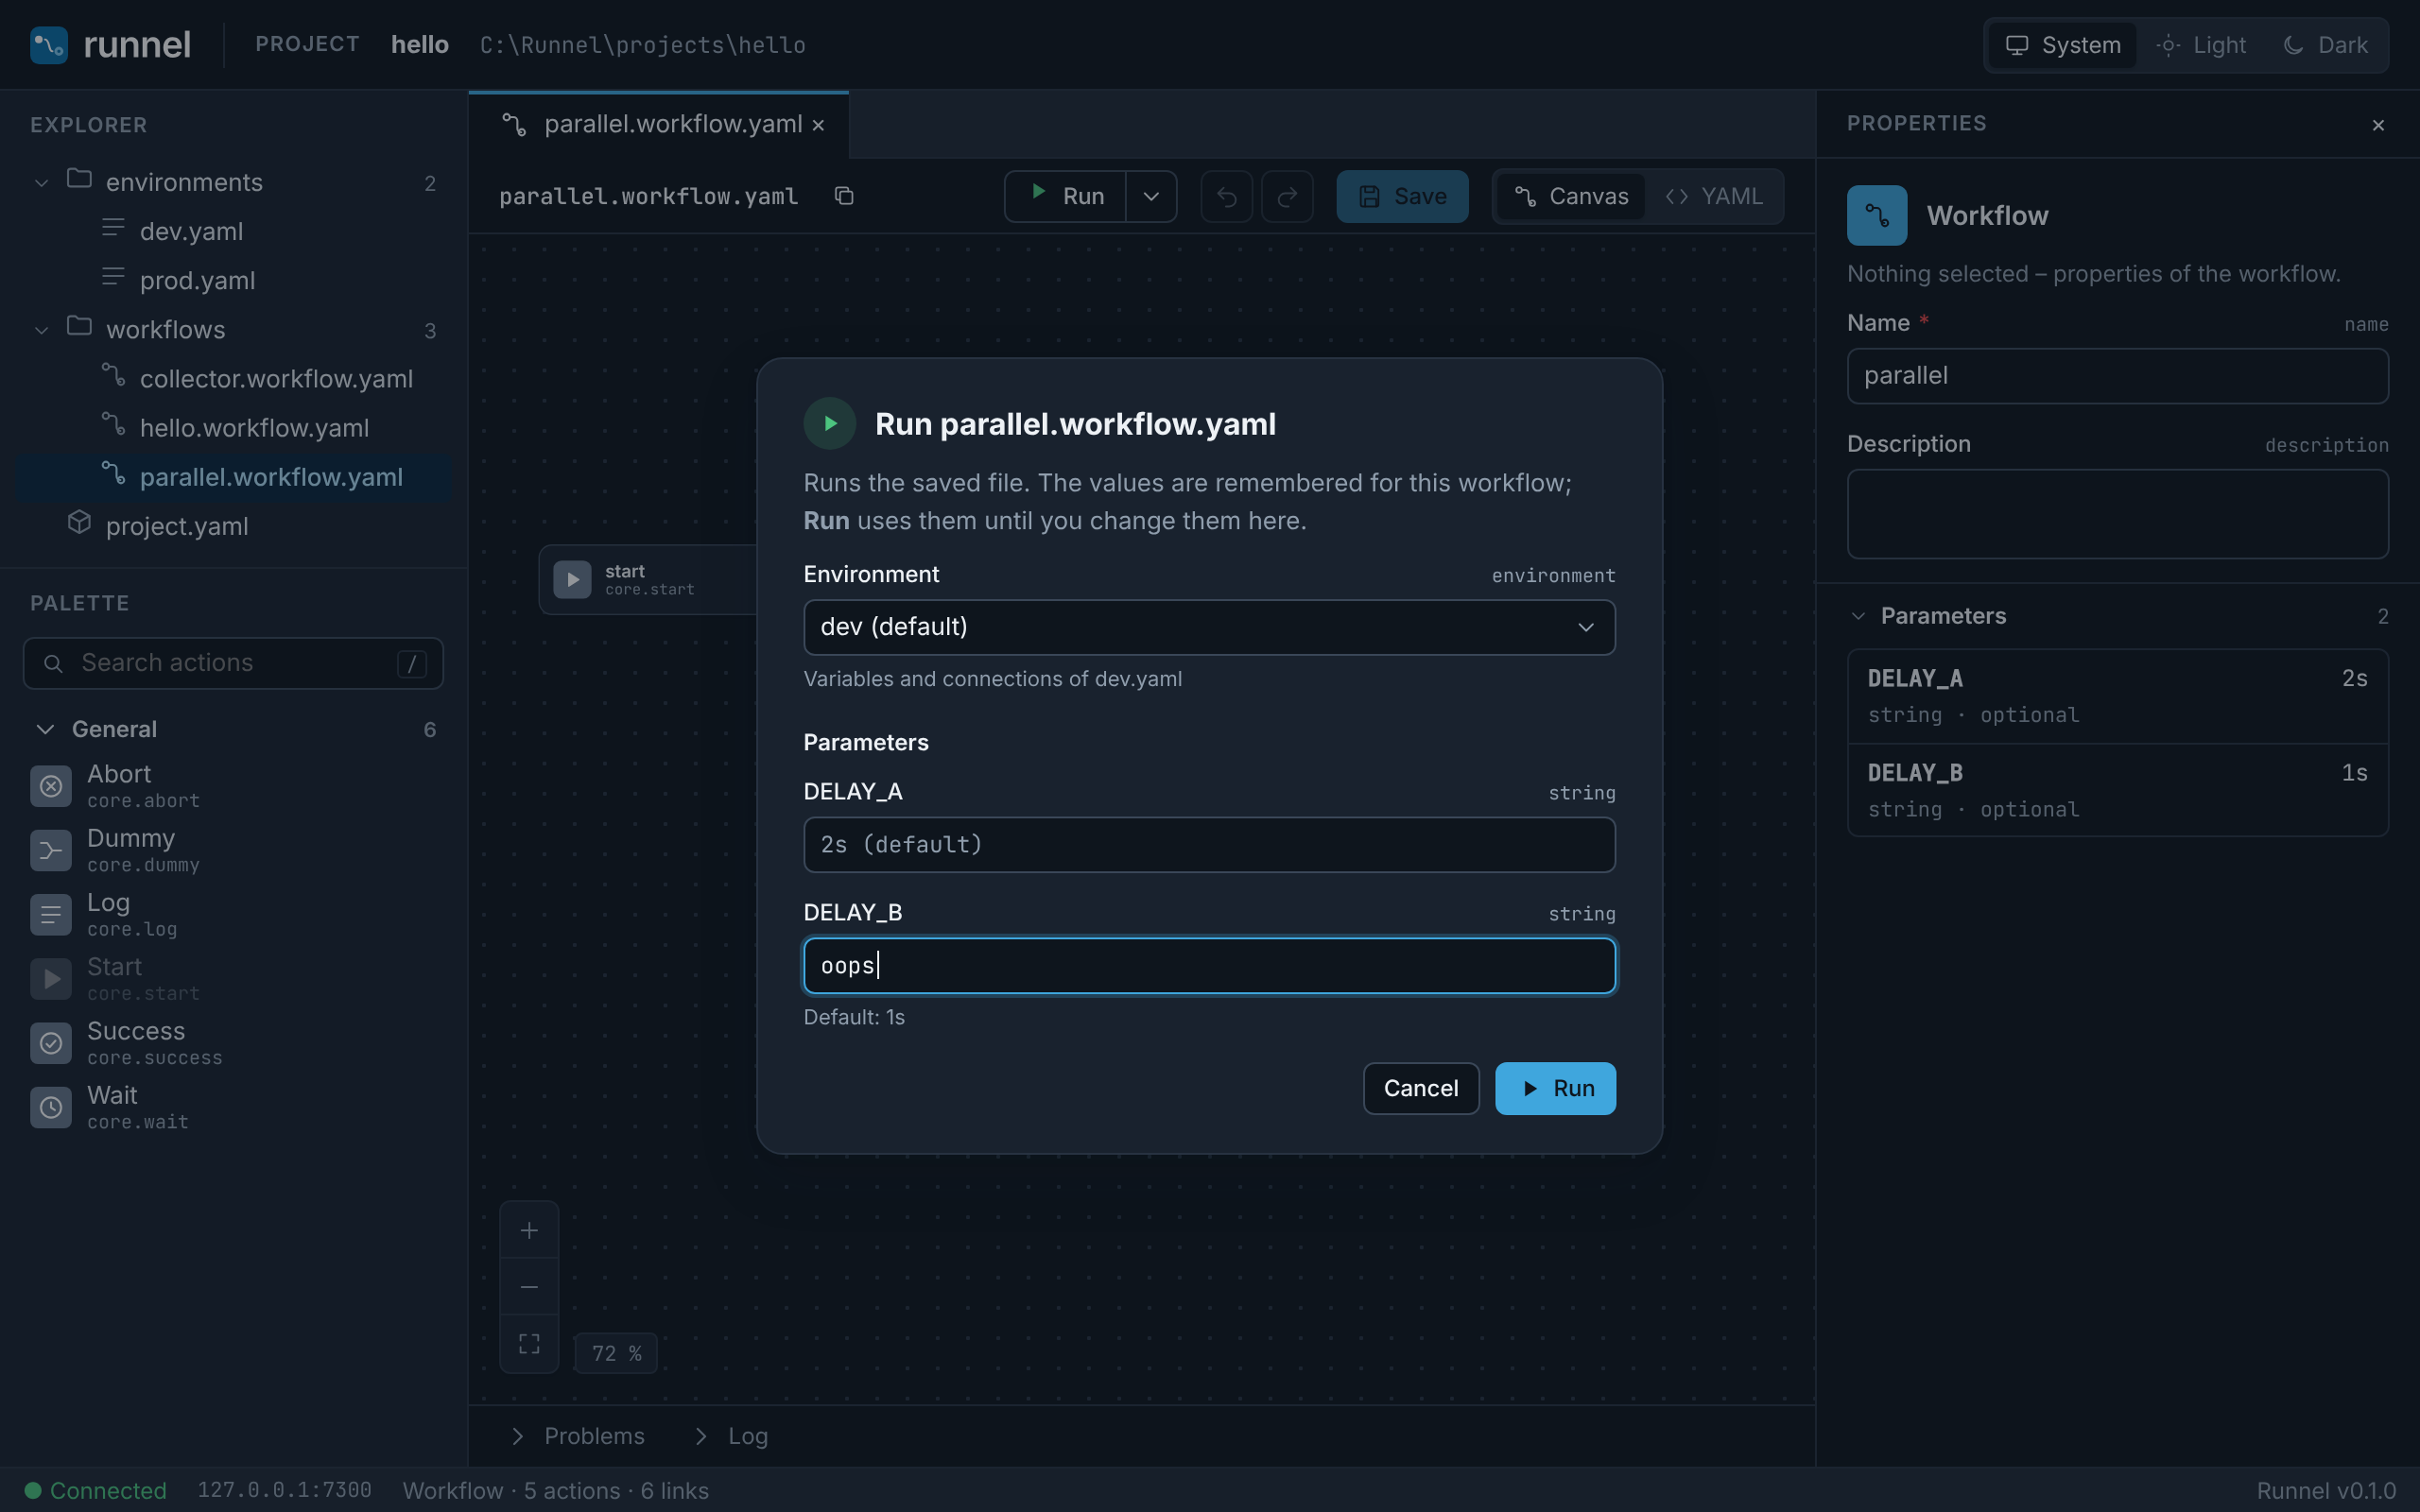 runnel
PROJECT hello C:\Runnel\projects\hello
System Light Dark
EXPLORER
environments 2
dev.yaml
prod.yaml
workflows 3
collector.workflow.yaml
hello.workflow.yaml
parallel.workflow.yaml
project.yaml
PALETTE
Search actions /
General 6
Abort
core.abort
Dummy
core.dummy
Log
core.log
Start
core.start
Success
core.success
Wait
core.wait
parallel.workflow.yaml ×
parallel.workflow.yaml
Run
Save
Canvas YAML
start
core.start
Run parallel.workflow.yaml
Runs the saved file. The values are remembered for this workflow;
Run uses them until you change them here.
Environment environment
dev (default)
Variables and connections of dev.yaml
Parameters
DELAY_A string
2s (default)
DELAY_B string
oops
Default: 1s
Cancel Run
72 %
Problems Log
PROPERTIES ×
Workflow
Nothing selected – properties of the workflow.
Name * name
parallel
Description description
Parameters 2
DELAY_A 2s
string · optional
DELAY_B 1s
string · optional
Connected 127.0.0.1:7300 Workflow · 5 actions · 6 links
Runnel v0.1.0